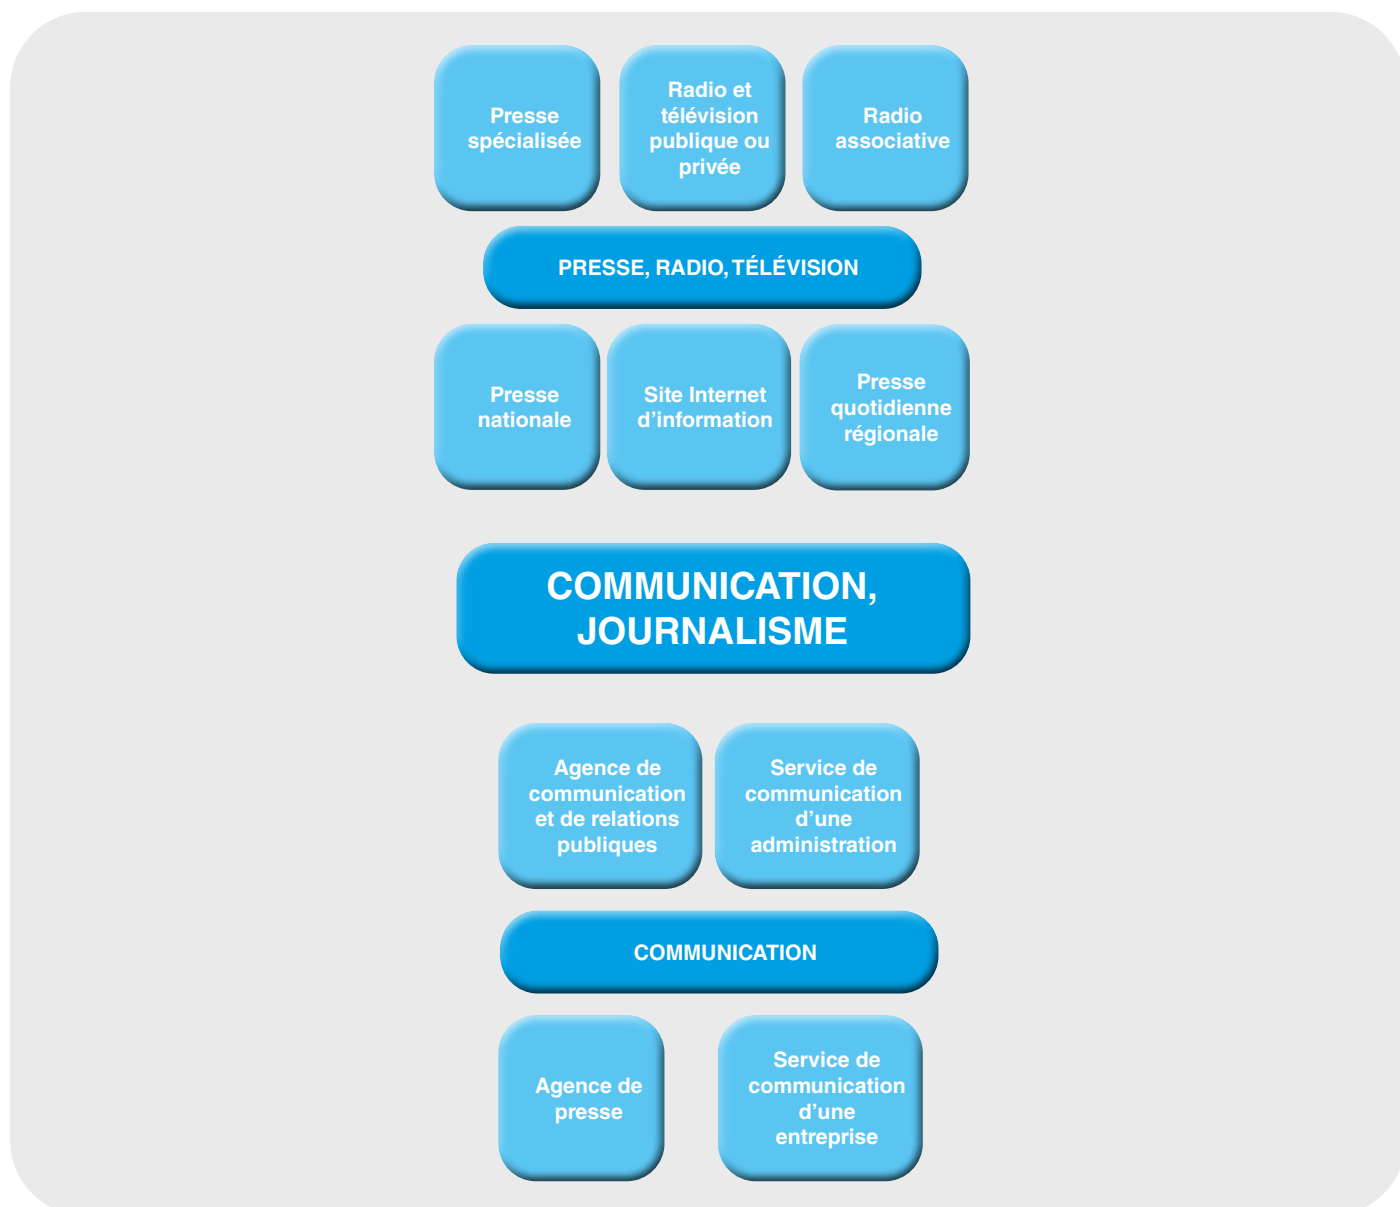 Presse
spécialisée
Radio et
télévision
publique ou
privée
Radio
associative
PRESSE, RADIO, TÉLÉVISION
Presse
nationale
Site Internet
d’information
Presse
quotidienne
régionale
COMMUNICATION,
JOURNALISME
Agence de
communication
et de relations
publiques
Service de
communication
d’une
administration
COMMUNICATION
Agence de
presse
Service de
communication
d’une
entreprise